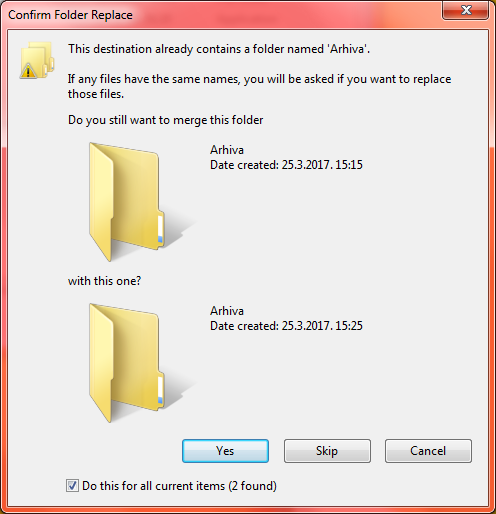 Confirm Folder Replace
This destination already contains a folder named 'Arhiva'.
If any files have the same names, you will be asked if you want to replace
those files.
Do you still want to merge this folder
Arhiva
Date created: 25.3.2017. 15:15
with this one?
Arhiva
Date created: 25.3.2017. 15:25
Yes
Skip
Cancel
Do this for all current items (2 found)